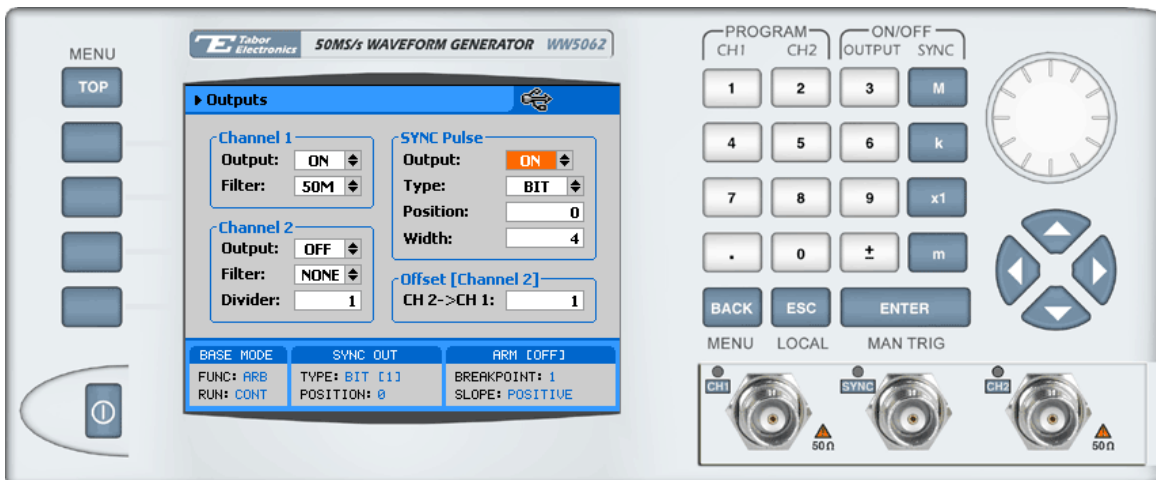 MENU
TOP
Tabor Electronics 50MS/s WAVEFORM GENERATOR WW5062
Outputs
Channel 1
Output: ON
Filter: 50M
Channel 2
Output: OFF
Filter: NONE
Divider: 1
SYNC Pulse
Output: ON
Type: BIT
Position: 0
Width: 4
Offset [Channel 2]
CH 2->CH 1: 1
BASE MODE
FUNC: ARB
RUN: CONT
SYNC OUT
TYPE: BIT [1]
POSITION: 0
ARM [OFF]
BREAKPOINT: 1
SLOPE: POSITIVE
PROGRAM
CH1 CH2
ON/OFF
OUTPUT SYNC
1 2 3 M
4 5 6 k
7 8 9 x1
. 0 ± m
BACK ESC ENTER
MENU LOCAL MAN TRIG
CH1
50Ω
SYNC
CH2
50Ω